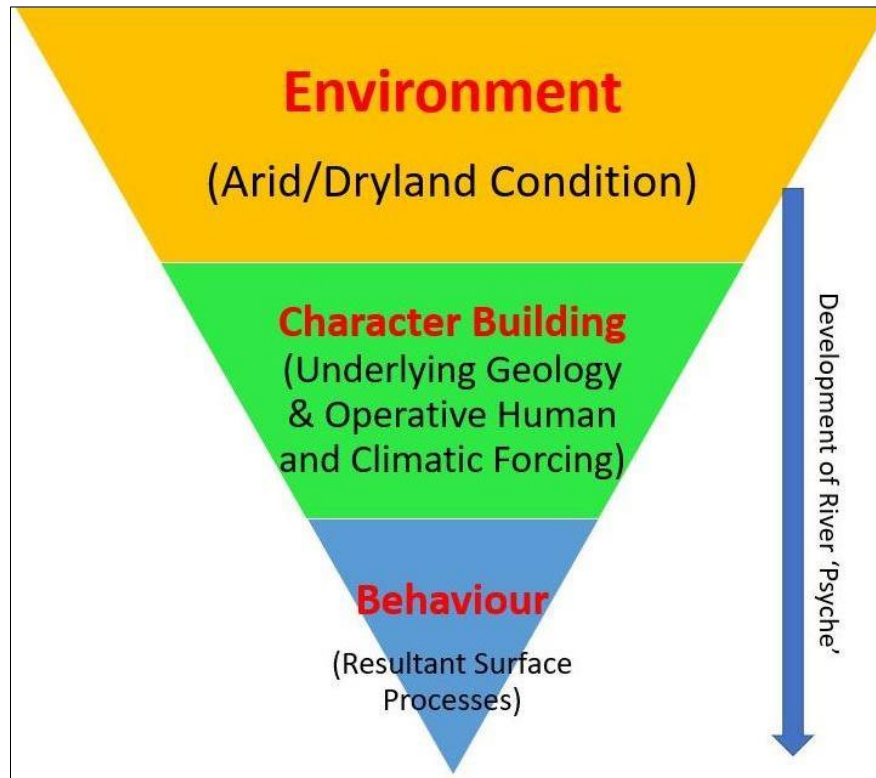 Environment
(Arid/Dryland Condition)
Character Building
(Underlying Geology
& Operative Human
and Climatic Forcing)
Behaviour
(Resultant Surface
Processes)
Development of River ‘Psyche’